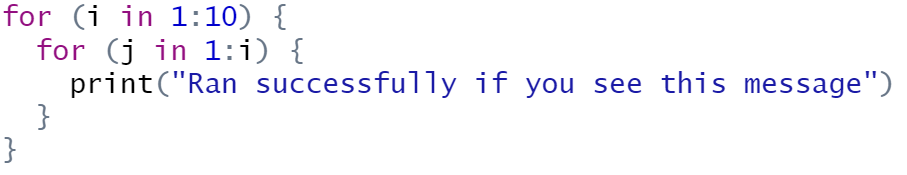 for (i in 1:10) {
  for (j in 1:i) {
    print("Ran successfully if you see this message")
  }
}